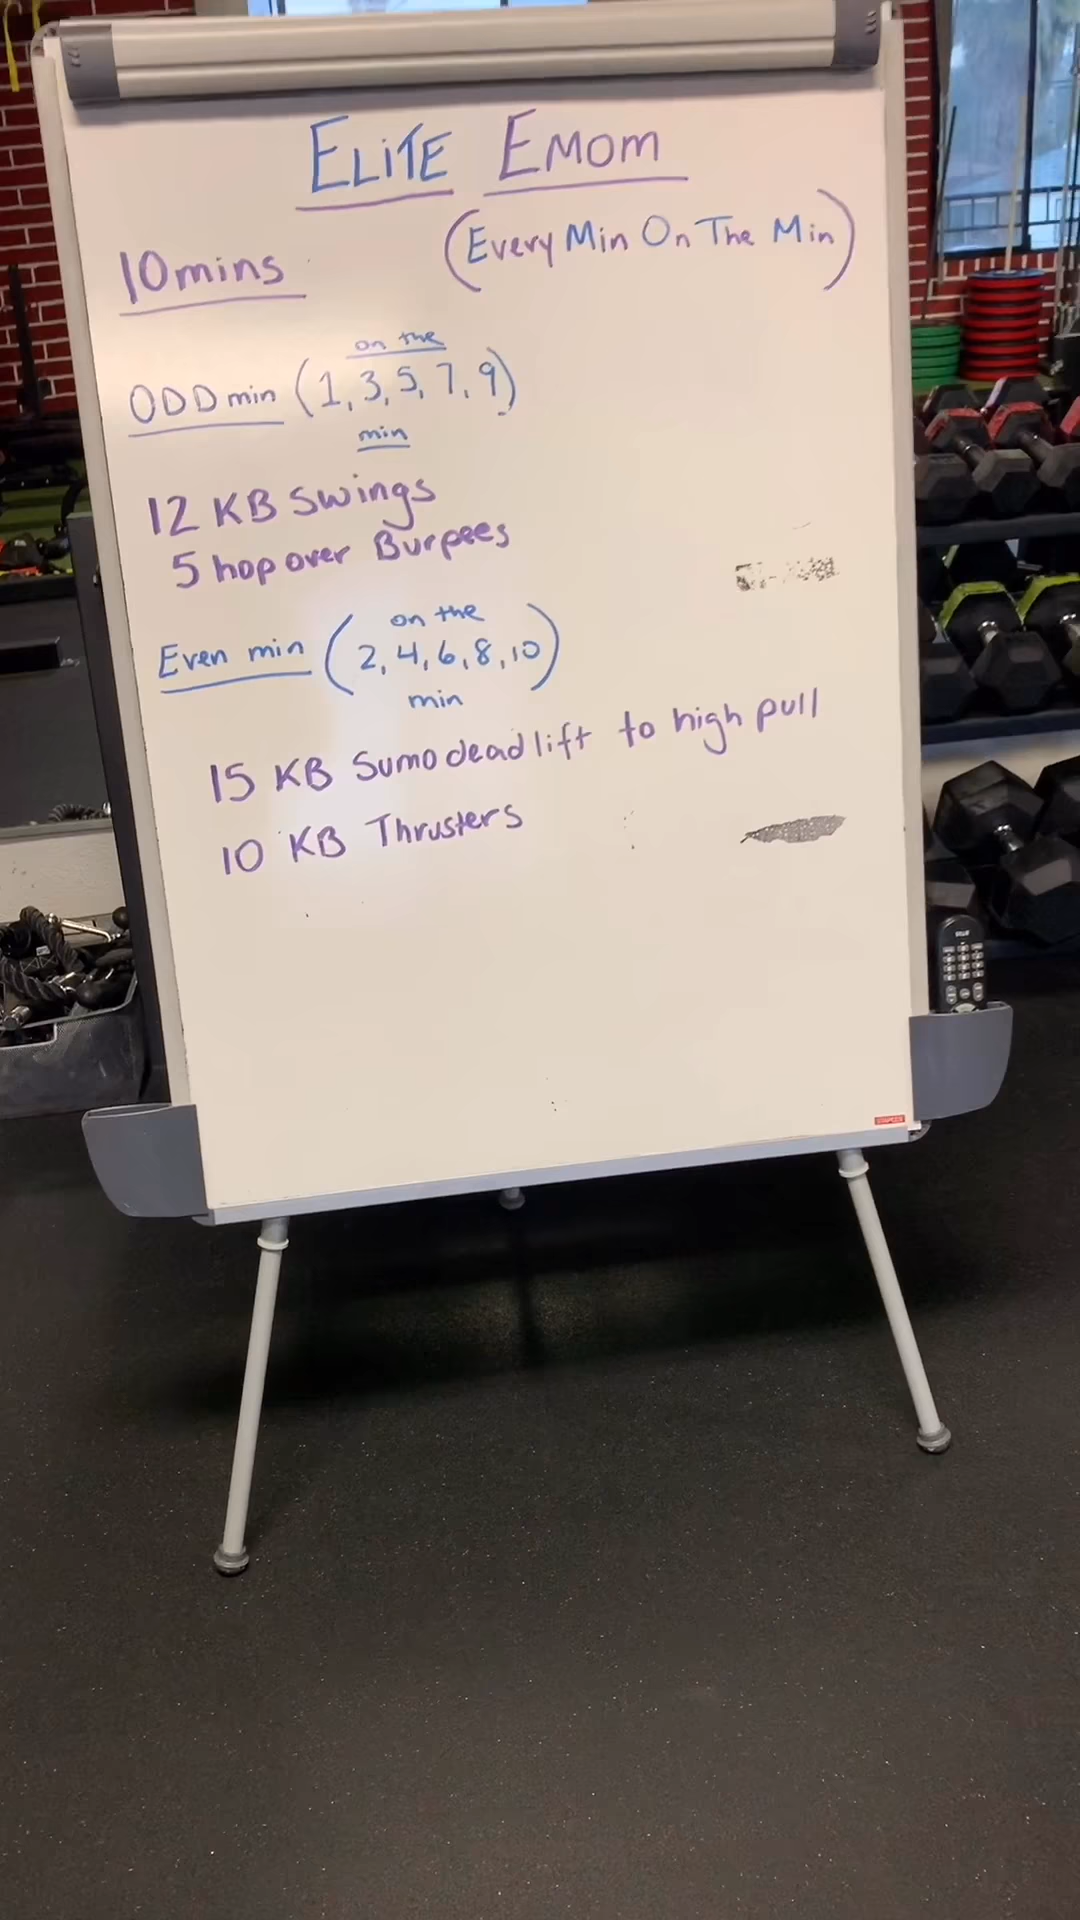 ELITE EMOM
(Every Min On The Min)
10mins
on the
ODD min (1, 3, 5, 7, 9)
min
12 KB Swings
5 hop over Burpees
on the
Even min (2, 4, 6, 8, 10)
min
15 KB Sumo deadlift to high pull
10 KB Thrusters
STAPLES